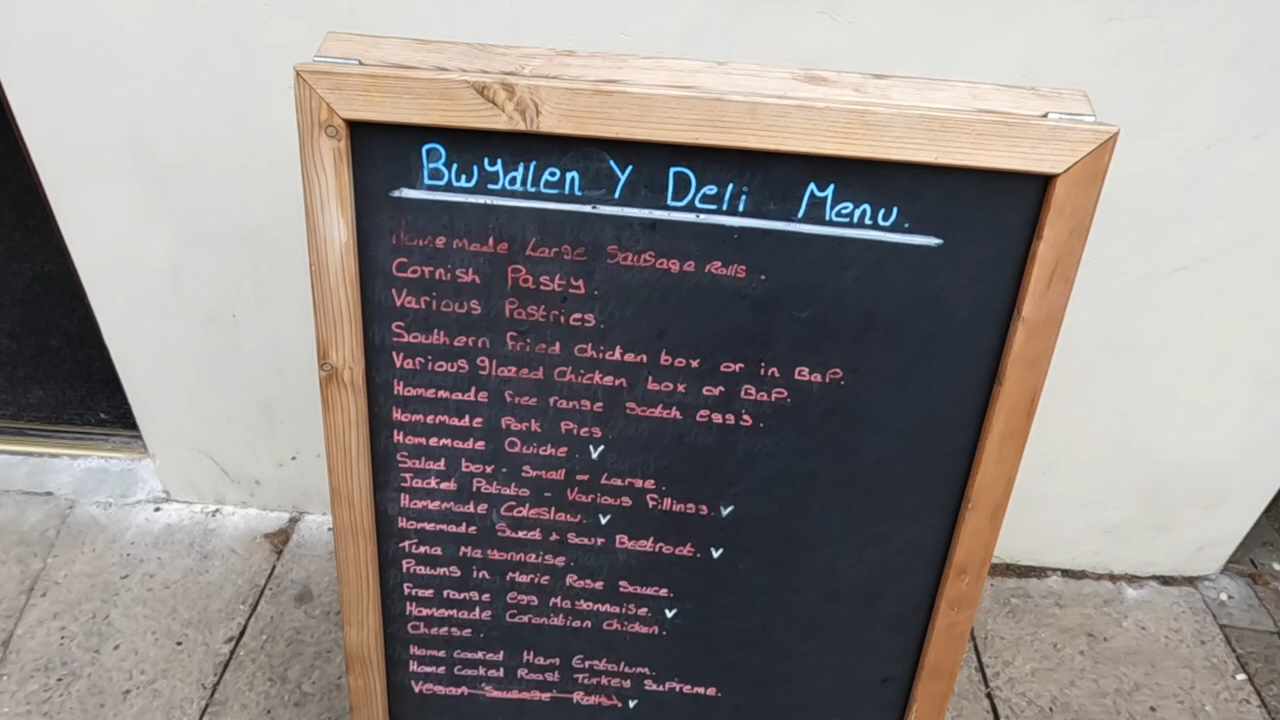 Bwydlen Y Deli Menu.
Homemade Large Sausage Rolls.
Cornish Pasty.
Various Pastries.
Southern Fried Chicken box or in BaP.
Various glazed Chicken box or BaP.
Homemade Free range Scotch eggs.
Homemade Pork Pies.
Homemade Quiche. ✓
Salad box - Small or Large.
Jacket Potato - Various Fillings. ✓
Homemade Coleslaw. ✓
Homemade Sweet & Sour Beetroot. ✓
Tuna Mayonnaise.
Prawns in Marie Rose Sauce.
Free range egg Mayonnaise. ✓
Homemade Coronation Chicken.
Cheese.
Home cooked Ham Erstalum.
Home Cooked Roast Turkey Supreme.
Vegan 'Sausage' Rolls ✓